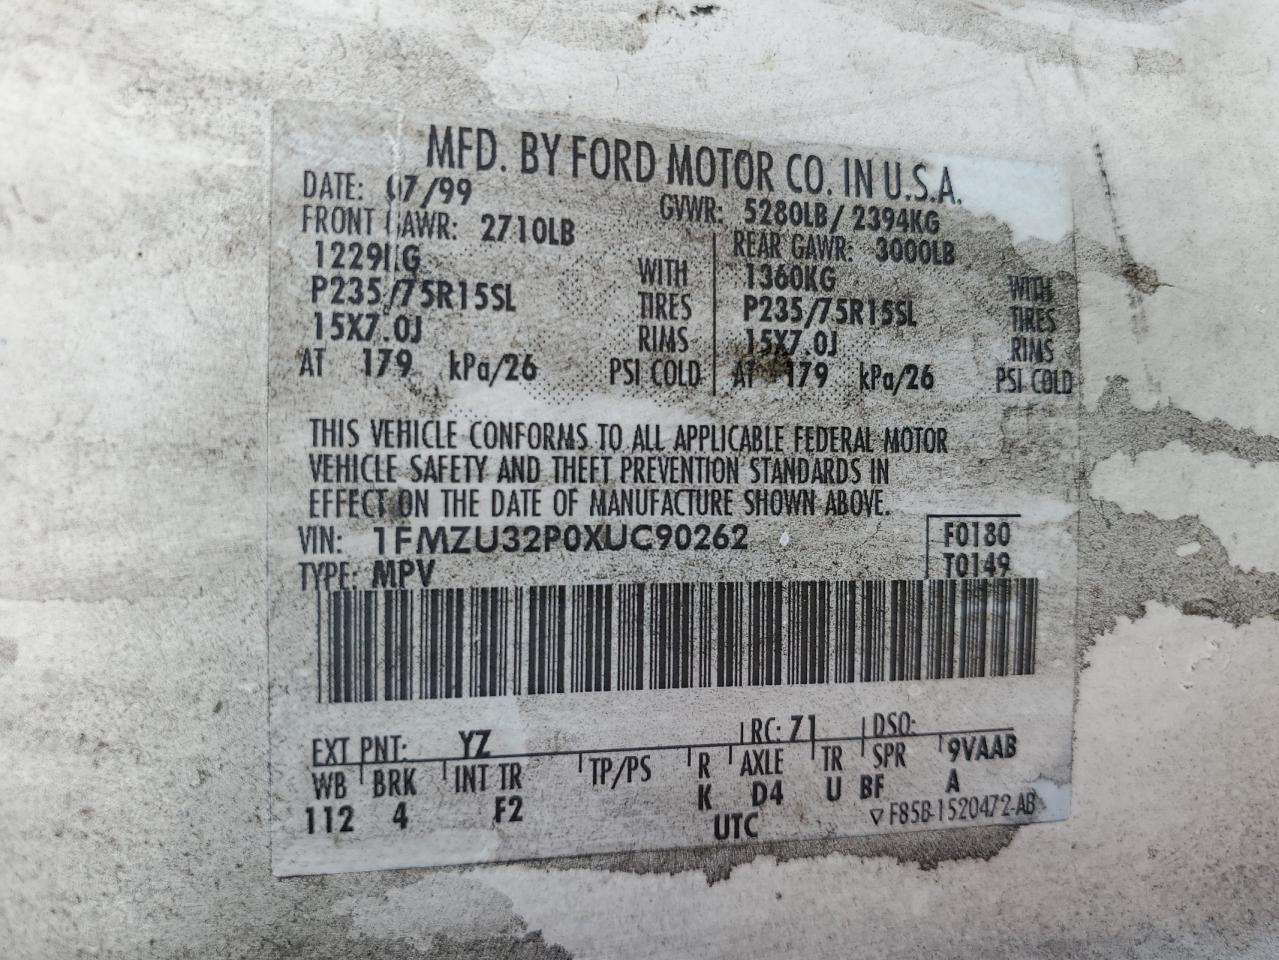 MFD. BY FORD MOTOR CO. IN U.S.A.
DATE: 07/99 GVWR: 5280LB/ 2394KG
FRONT GAWR: 2710LB REAR GAWR: 3000LB
1229KG WITH 1360KG WITH
P235/75R15SL TIRES P235/75R15SL TIRES
15X7.0J RIMS 15X7.0J RIMS
AT 179 kPa/26 PSI COLD AT 179 kPa/26 PSI COLD
THIS VEHICLE CONFORMS TO ALL APPLICABLE FEDERAL MOTOR
VEHICLE SAFETY AND THEFT PREVENTION STANDARDS IN
EFFECT ON THE DATE OF MANUFACTURE SHOWN ABOVE.
VIN: 1FMZU32P0XUC90262 F0180
TYPE: MPV T0149
EXT PNT: YZ RC: 71 DSO:
WB BRK INT TR TP/PS R AXLE TR SPR 9VAAB
112 4 F2 K D4 U BF A
UTC ▽ F85B-1520472-AB